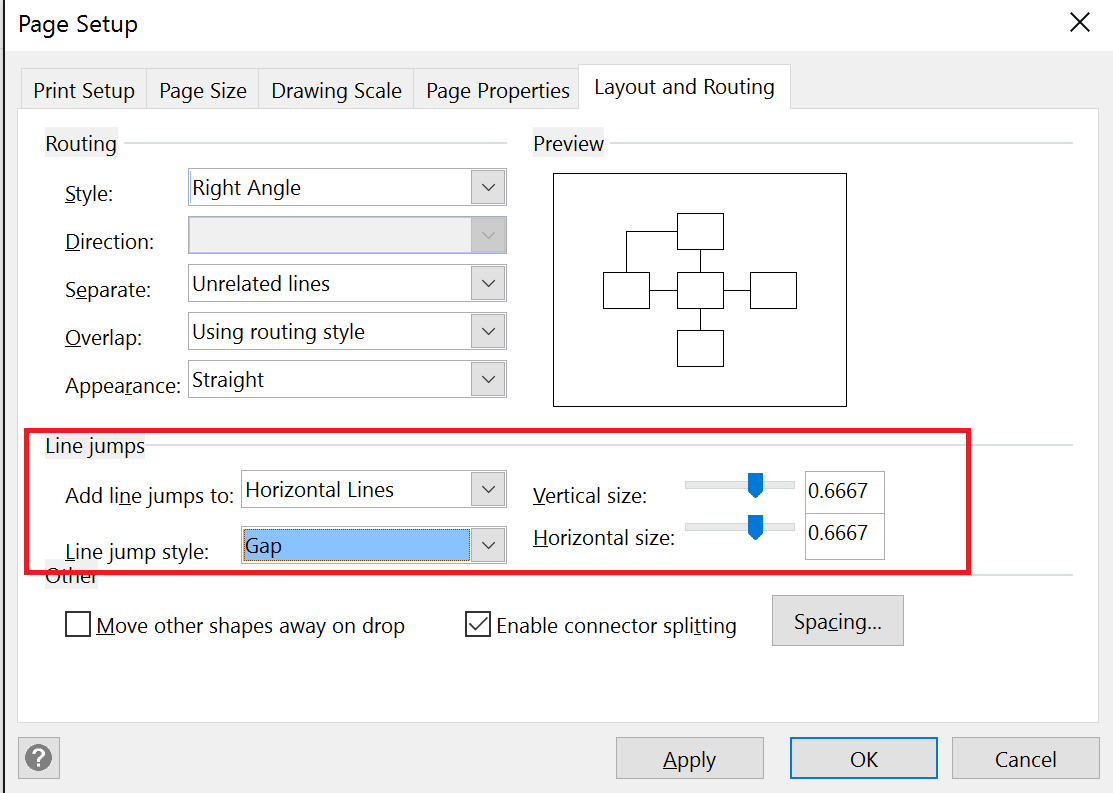 Page Setup
Print Setup Page Size Drawing Scale Page Properties Layout and Routing
Routing
Style: Right Angle
Direction:
Separate: Unrelated lines
Overlap: Using routing style
Appearance: Straight
Preview
Line jumps
Add line jumps to: Horizontal Lines
Line jump style: Gap
Vertical size: 0.6667
Horizontal size: 0.6667
Other
Move other shapes away on drop
Enable connector splitting
Spacing...
?
Apply OK Cancel